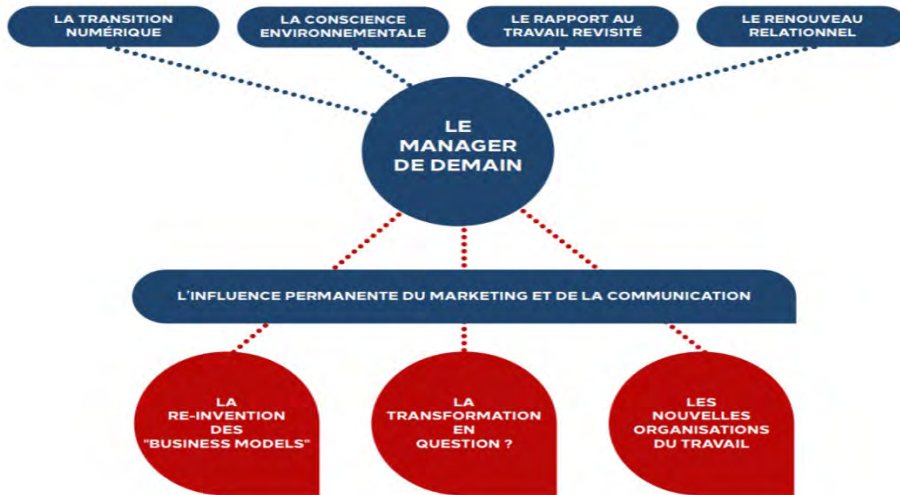 LA TRANSITION
NUMÉRIQUE
LA CONSCIENCE
ENVIRONNEMENTALE
LE RAPPORT AU
TRAVAIL REVISITÉ
LE RENOUVEAU
RELATIONNEL
LE
MANAGER
DE DEMAIN
L'INFLUENCE PERMANENTE DU MARKETING ET DE LA COMMUNICATION
LA
RE-INVENTION
DES
"BUSINESS MODELS"
LA
TRANSFORMATION
EN
QUESTION ?
LES
NOUVELLES
ORGANISATIONS
DU TRAVAIL